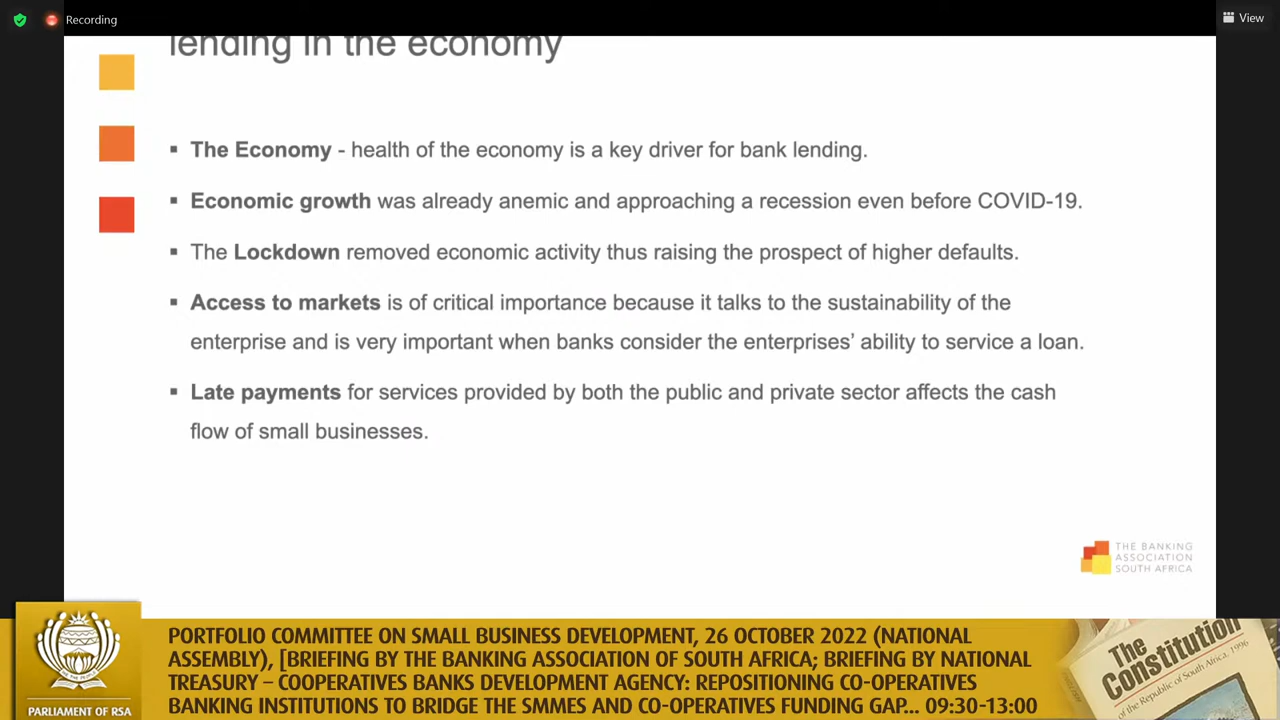 Recording
View
lending in the economy
▪ The Economy - health of the economy is a key driver for bank lending.
▪ Economic growth was already anemic and approaching a recession even before COVID-19.
▪ The Lockdown removed economic activity thus raising the prospect of higher defaults.
▪ Access to markets is of critical importance because it talks to the sustainability of the
enterprise and is very important when banks consider the enterprises’ ability to service a loan.
▪ Late payments for services provided by both the public and private sector affects the cash
flow of small businesses.
THE BANKING
ASSOCIATION
SOUTH AFRICA
PARLIAMENT OF RSA
PORTFOLIO COMMITTEE ON SMALL BUSINESS DEVELOPMENT, 26 OCTOBER 2022 (NATIONAL
ASSEMBLY), [BRIEFING BY THE BANKING ASSOCIATION OF SOUTH AFRICA; BRIEFING BY NATIONAL
TREASURY – COOPERATIVES BANKS DEVELOPMENT AGENCY: REPOSITIONING CO-OPERATIVES
BANKING INSTITUTIONS TO BRIDGE THE SMMES AND CO-OPERATIVES FUNDING GAP... 09:30-13:00
The
Constitution
of the Republic of South Africa, 1996